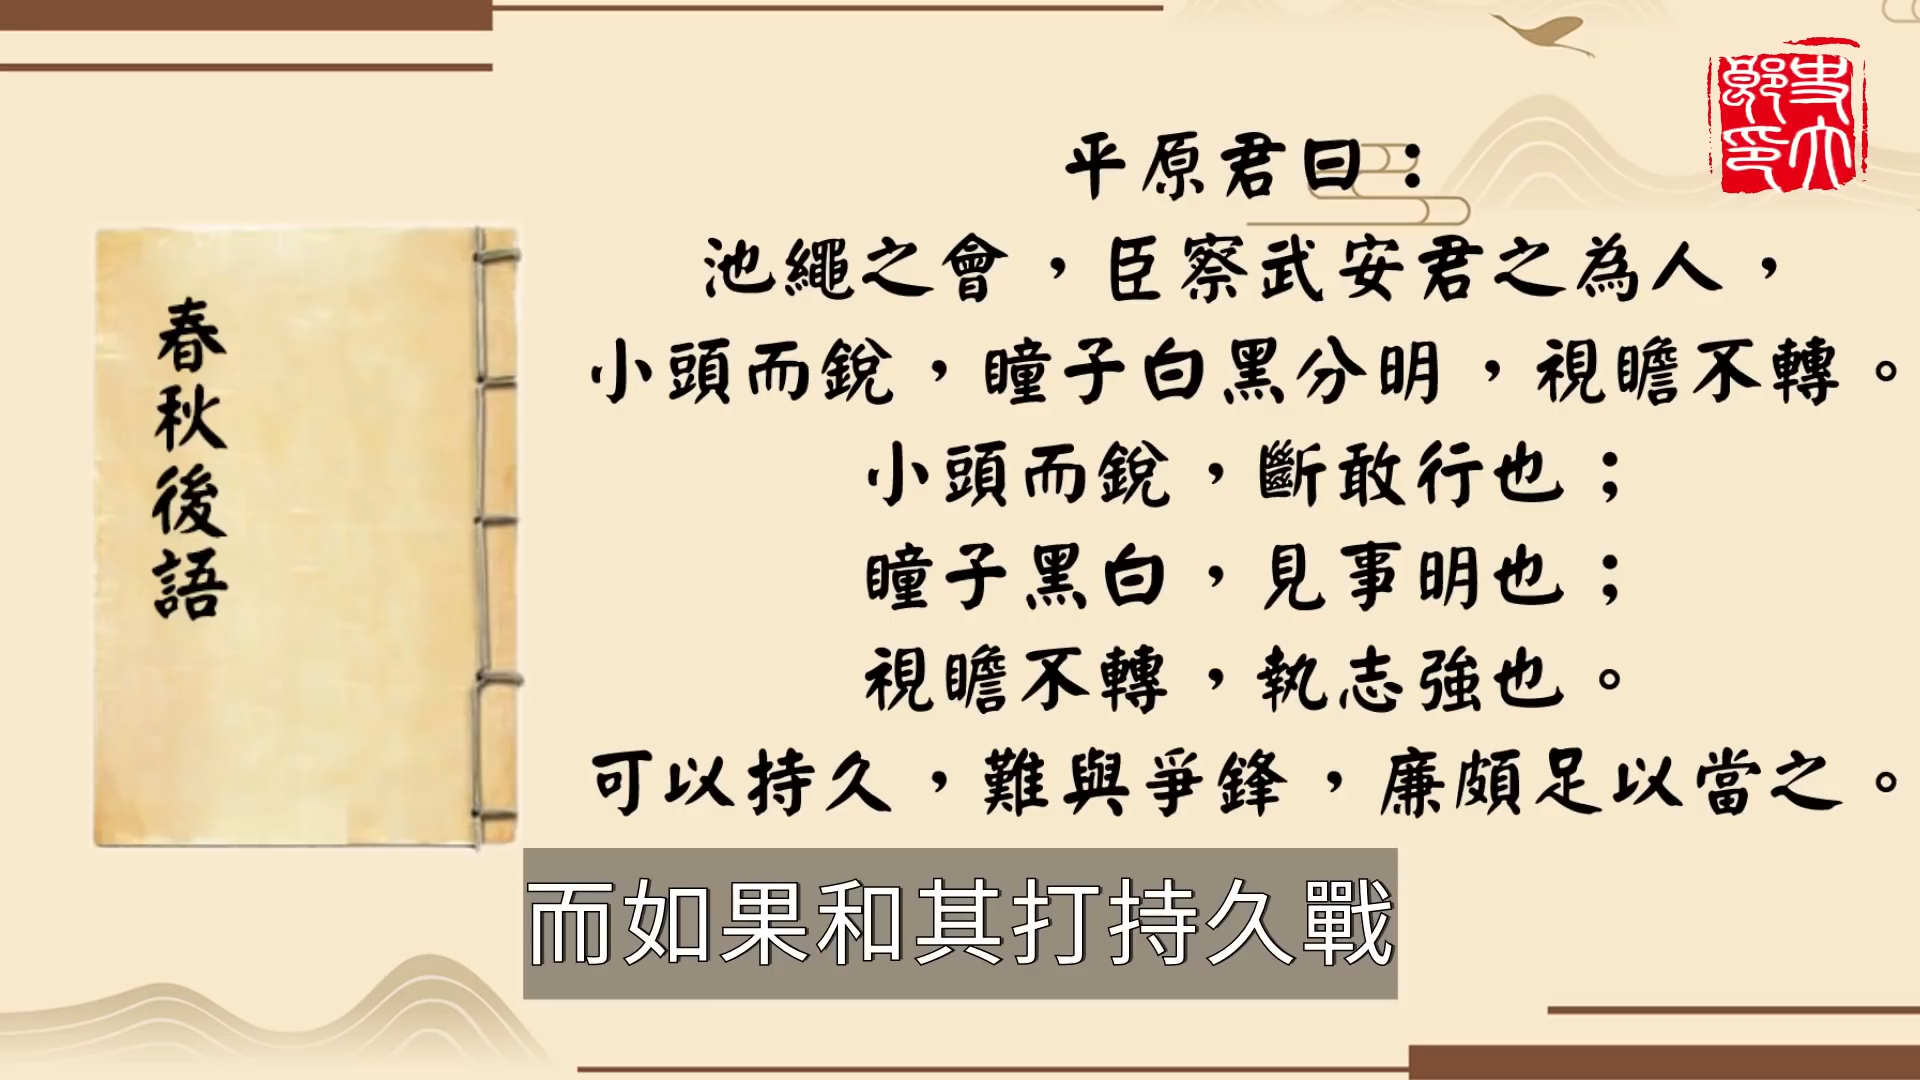 春秋後語
平原君曰：
池繩之會，臣察武安君之為人，
小頭而銳，瞳子白黑分明，視瞻不轉。
小頭而銳，斷敢行也；
瞳子黑白，見事明也；
視瞻不轉，執志強也。
可以持久，難與爭鋒，廉頗足以當之。
而如果和其打持久戰